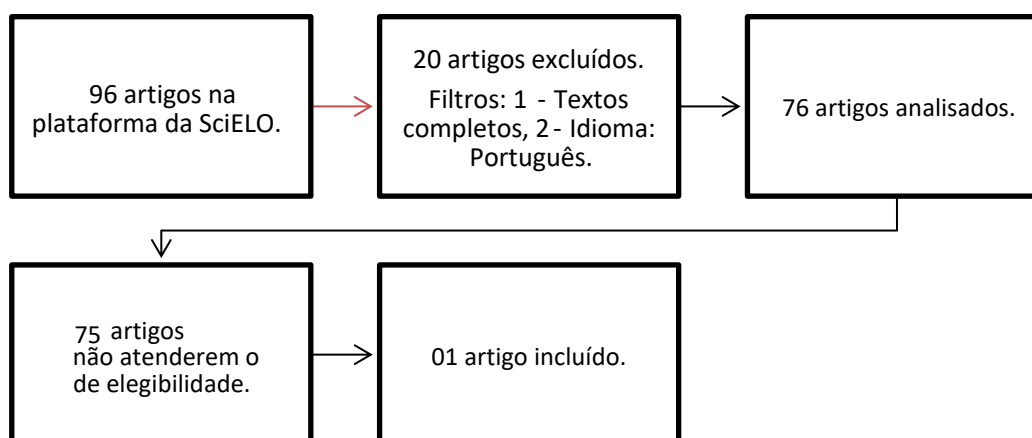 96 artigos na
plataforma da SciELO.
20 artigos excluídos.
Filtros: 1 - Textos
completos, 2 - Idioma:
Português.
76 artigos analisados.
75 artigos
não atenderem o
de elegibilidade.
01 artigo incluído.